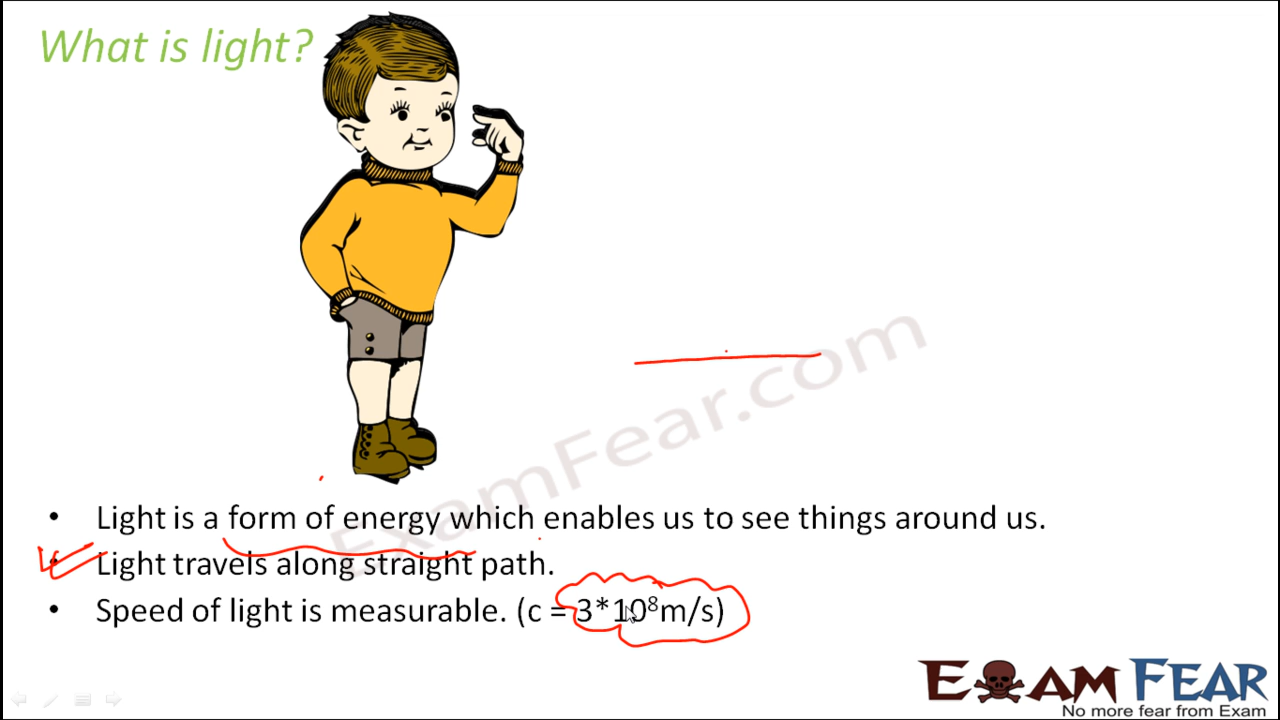 What is light?
ExamFear.com
• Light is a form of energy which enables us to see things around us.
• Light travels along straight path.
• Speed of light is measurable. (c = 3*10⁸m/s)
EXAM FEAR
No more fear from Exam